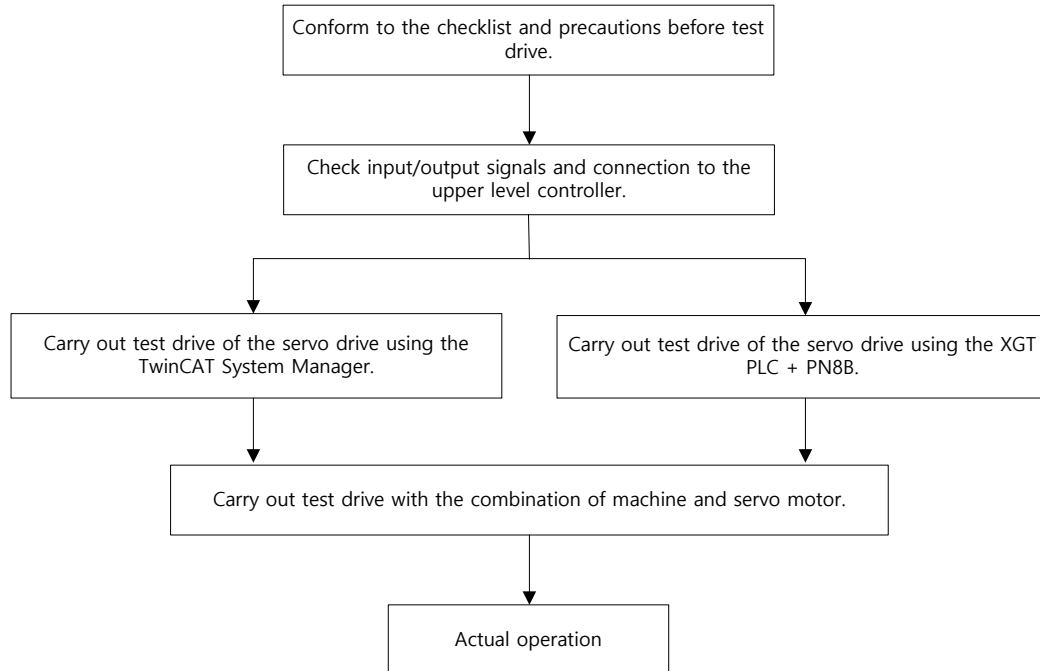 Conform to the checklist and precautions before test
drive.
Check input/output signals and connection to the
upper level controller.
Carry out test drive of the servo drive using the
TwinCAT System Manager.
Carry out test drive of the servo drive using the XGT
PLC + PN8B.
Carry out test drive with the combination of machine and servo motor.
Actual operation